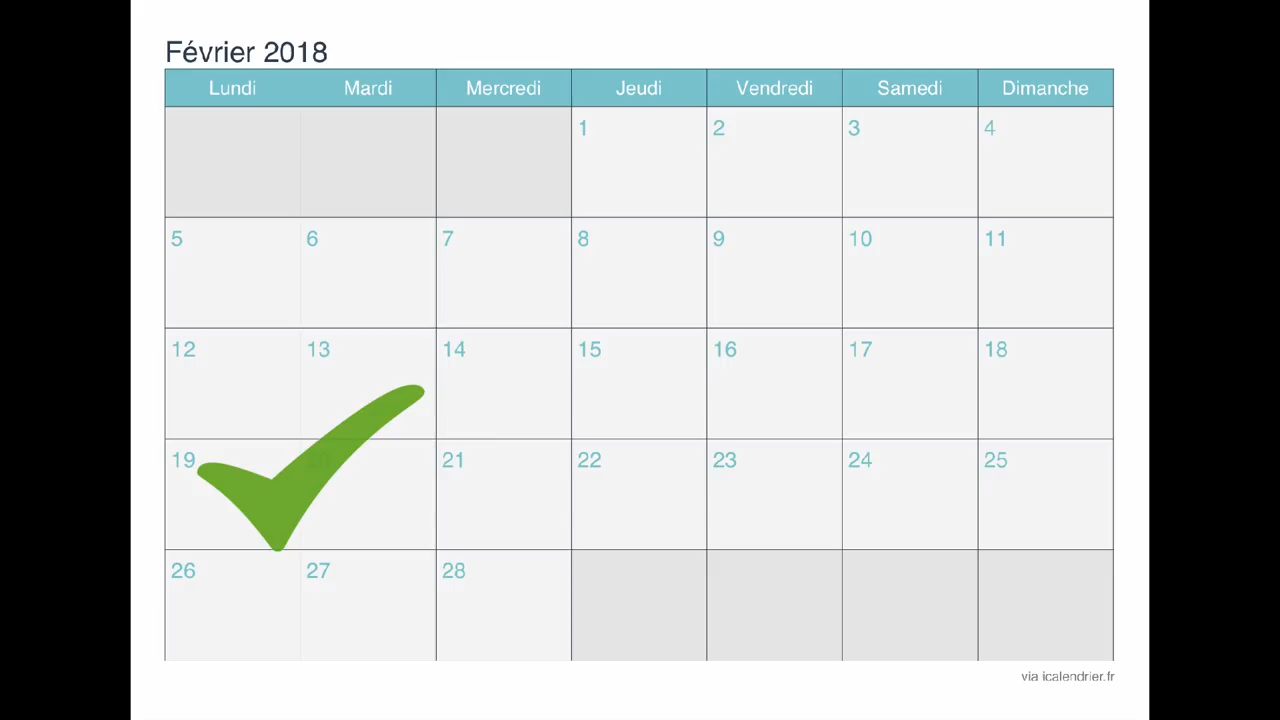 Février 2018
Lundi Mardi Mercredi Jeudi Vendredi Samedi Dimanche
1 2 3 4
5 6 7 8 9 10 11
12 13 14 15 16 17 18
19 20 21 22 23 24 25
26 27 28
via icalendrier.fr